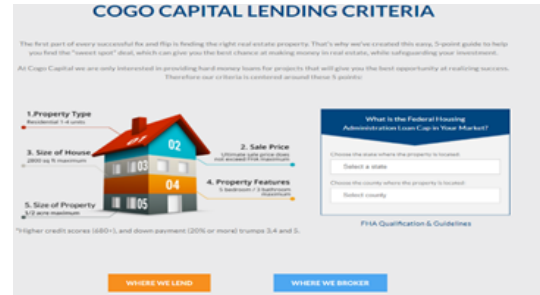 COGO CAPITAL LENDING CRITERIA
The first part of every successful fix and flip is finding the right real estate property. That's why we've created this easy, 5-point guide to help
you find the "sweet spot" deal, which can give you the best chance at making money in real estate, while safeguarding your investment.
At Cogo Capital we are only interested in providing hard money loans for projects that will give you the best opportunity at realizing success.
Therefore our criteria is centered around these 5 points:
1.Property Type
Residential 1-4 units
2. Sale Price
Ultimate sale price does
not exceed FHA maximum
3. Size of House
2800 sq ft maximum
4. Property Features
5 bedroom / 3 bathroom
maximum
5. Size of Property
1/2 acre maximum
01
02
03
04
05
*Higher credit scores (680+), and down payment (20% or more) trumps 3,4 and 5.
What is the Federal Housing
Administration Loan Cap in Your Market?
Choose the state where the property is located:
Select a state
Choose the county where the property is located:
Select county
FHA Qualification & Guidelines
WHERE WE LEND
WHERE WE BROKER